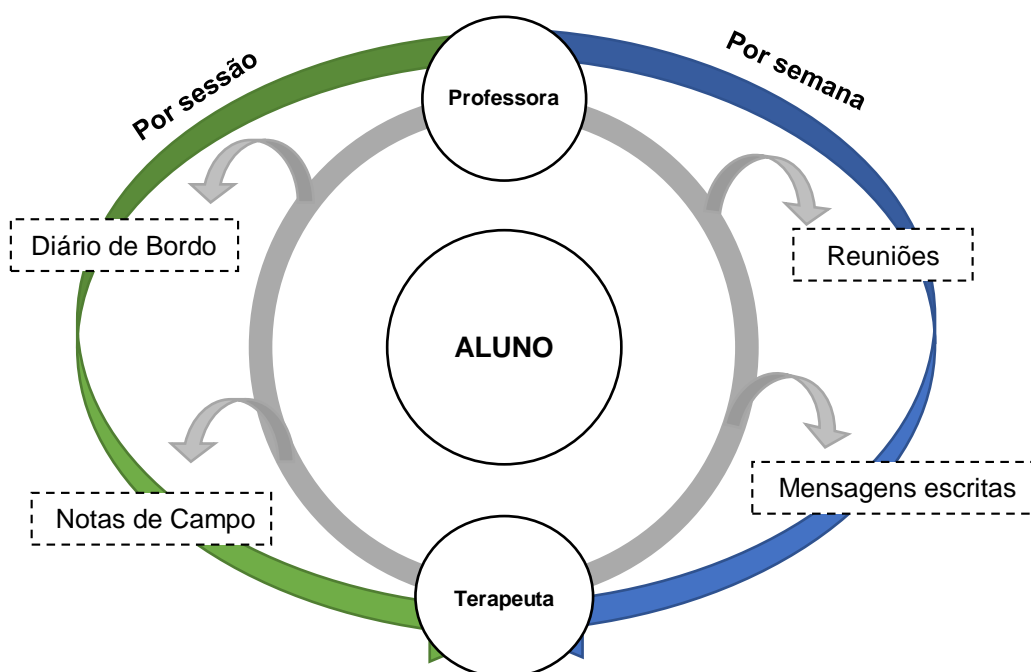 Por sessão
Por semana
Professora
Diário de Bordo
Reuniões
ALUNO
Notas de Campo
Mensagens escritas
Terapeuta